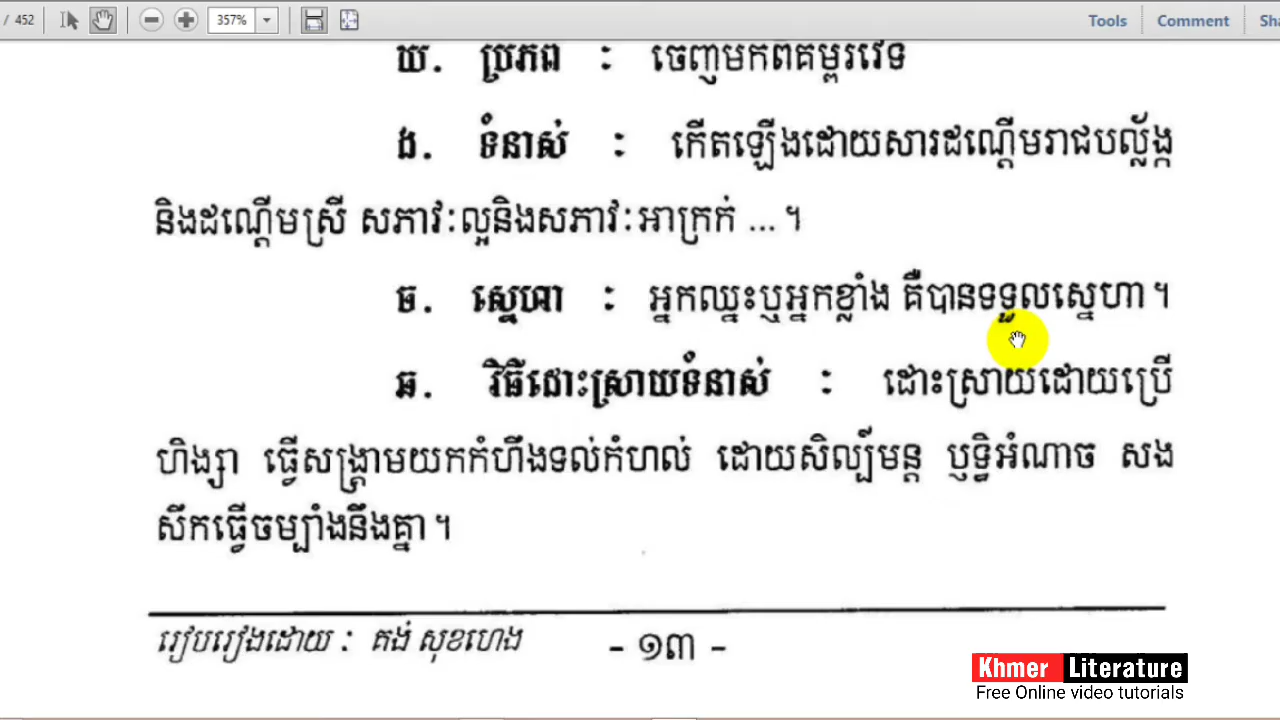 / 452 357% Tools Comment Sha
ឃ. ប្រភព ៈ ចេញមកពីគម្ពីរវេទ
ង. ទំនាស់ ៈ កើតឡើងដោយសារដណ្ដើមរាជបល្ល័ង្ក
និងដណ្ដើមស្រី សភាវៈល្អនិងសភាវៈអាក្រក់ ...។
ច. ស្នេហា ៈ អ្នកឈ្នះឬអ្នកខ្លាំង គឺបានទទួលស្នេហា។
ឆ. វិធីដោះស្រាយទំនាស់ ៈ ដោះស្រាយដោយប្រើ
ហិង្សា ធ្វើសង្គ្រាមយកកំហឹងទល់កំហល់ ដោយសិល្បីមន្ត ឫទ្ធិអំណាច សង
សឹកធ្វើចម្បាំងនឹងគ្នា។
រៀបរៀងដោយ ៈ គង់ សុខហេង - ១៣ -
Khmer Literature
Free Online video tutorials